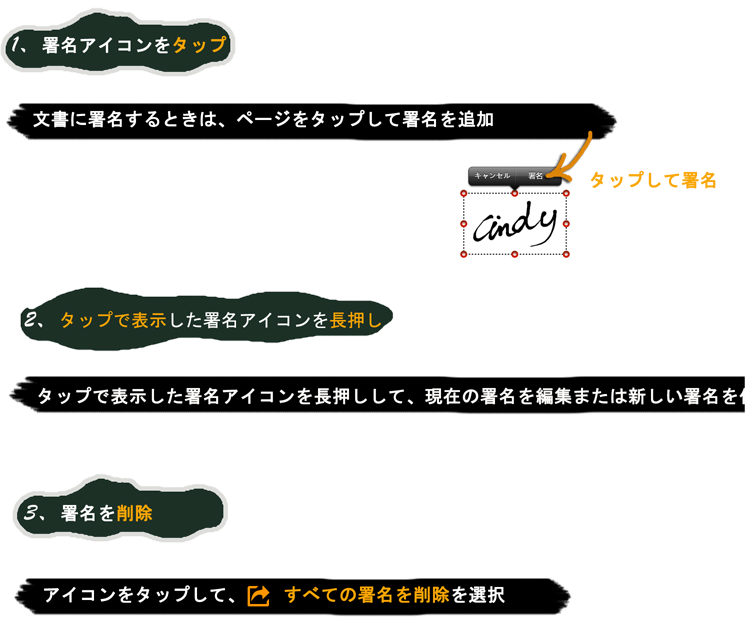 1、署名アイコンをタップ
文書に署名するときは、ページをタップして署名を追加
キャンセル 署名
タップして署名
Cindy
2、タップで表示した署名アイコンを長押し
タップで表示した署名アイコンを長押しして、現在の署名を編集または新しい署名を
3、署名を削除
アイコンをタップして、 すべての署名を削除を選択